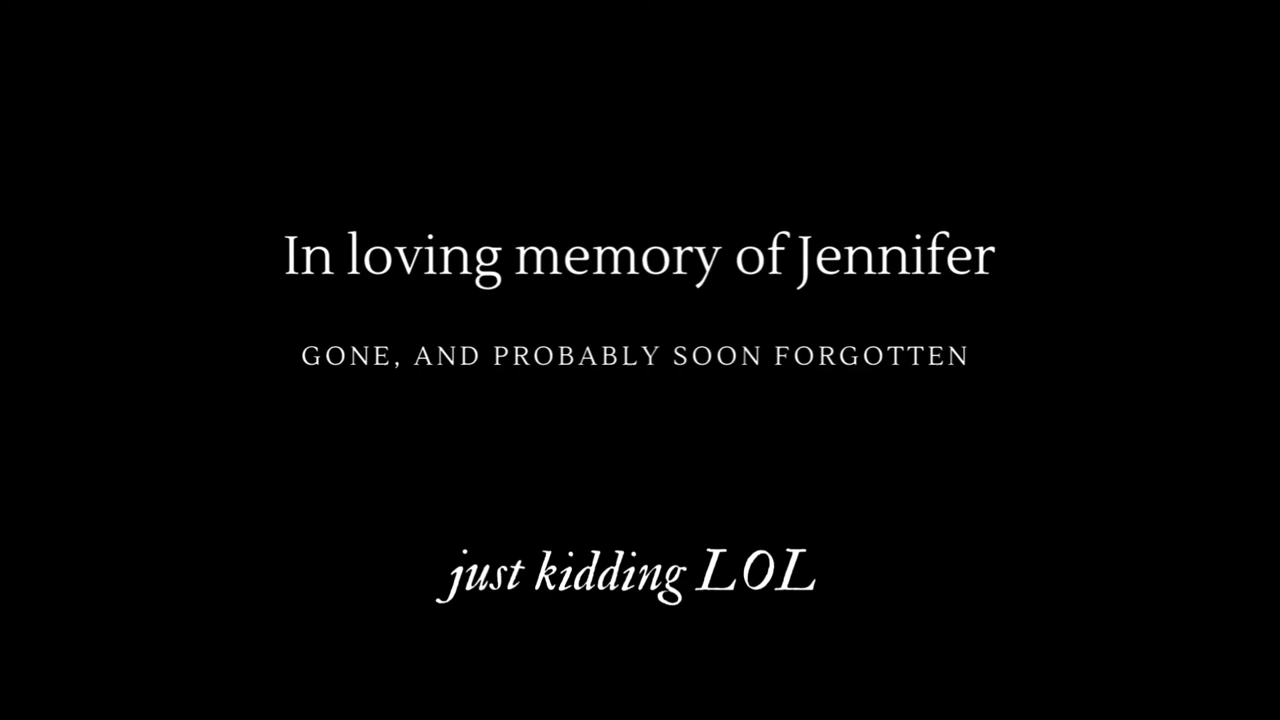 In loving memory of Jennifer
GONE, AND PROBABLY SOON FORGOTTEN
just kidding LOL